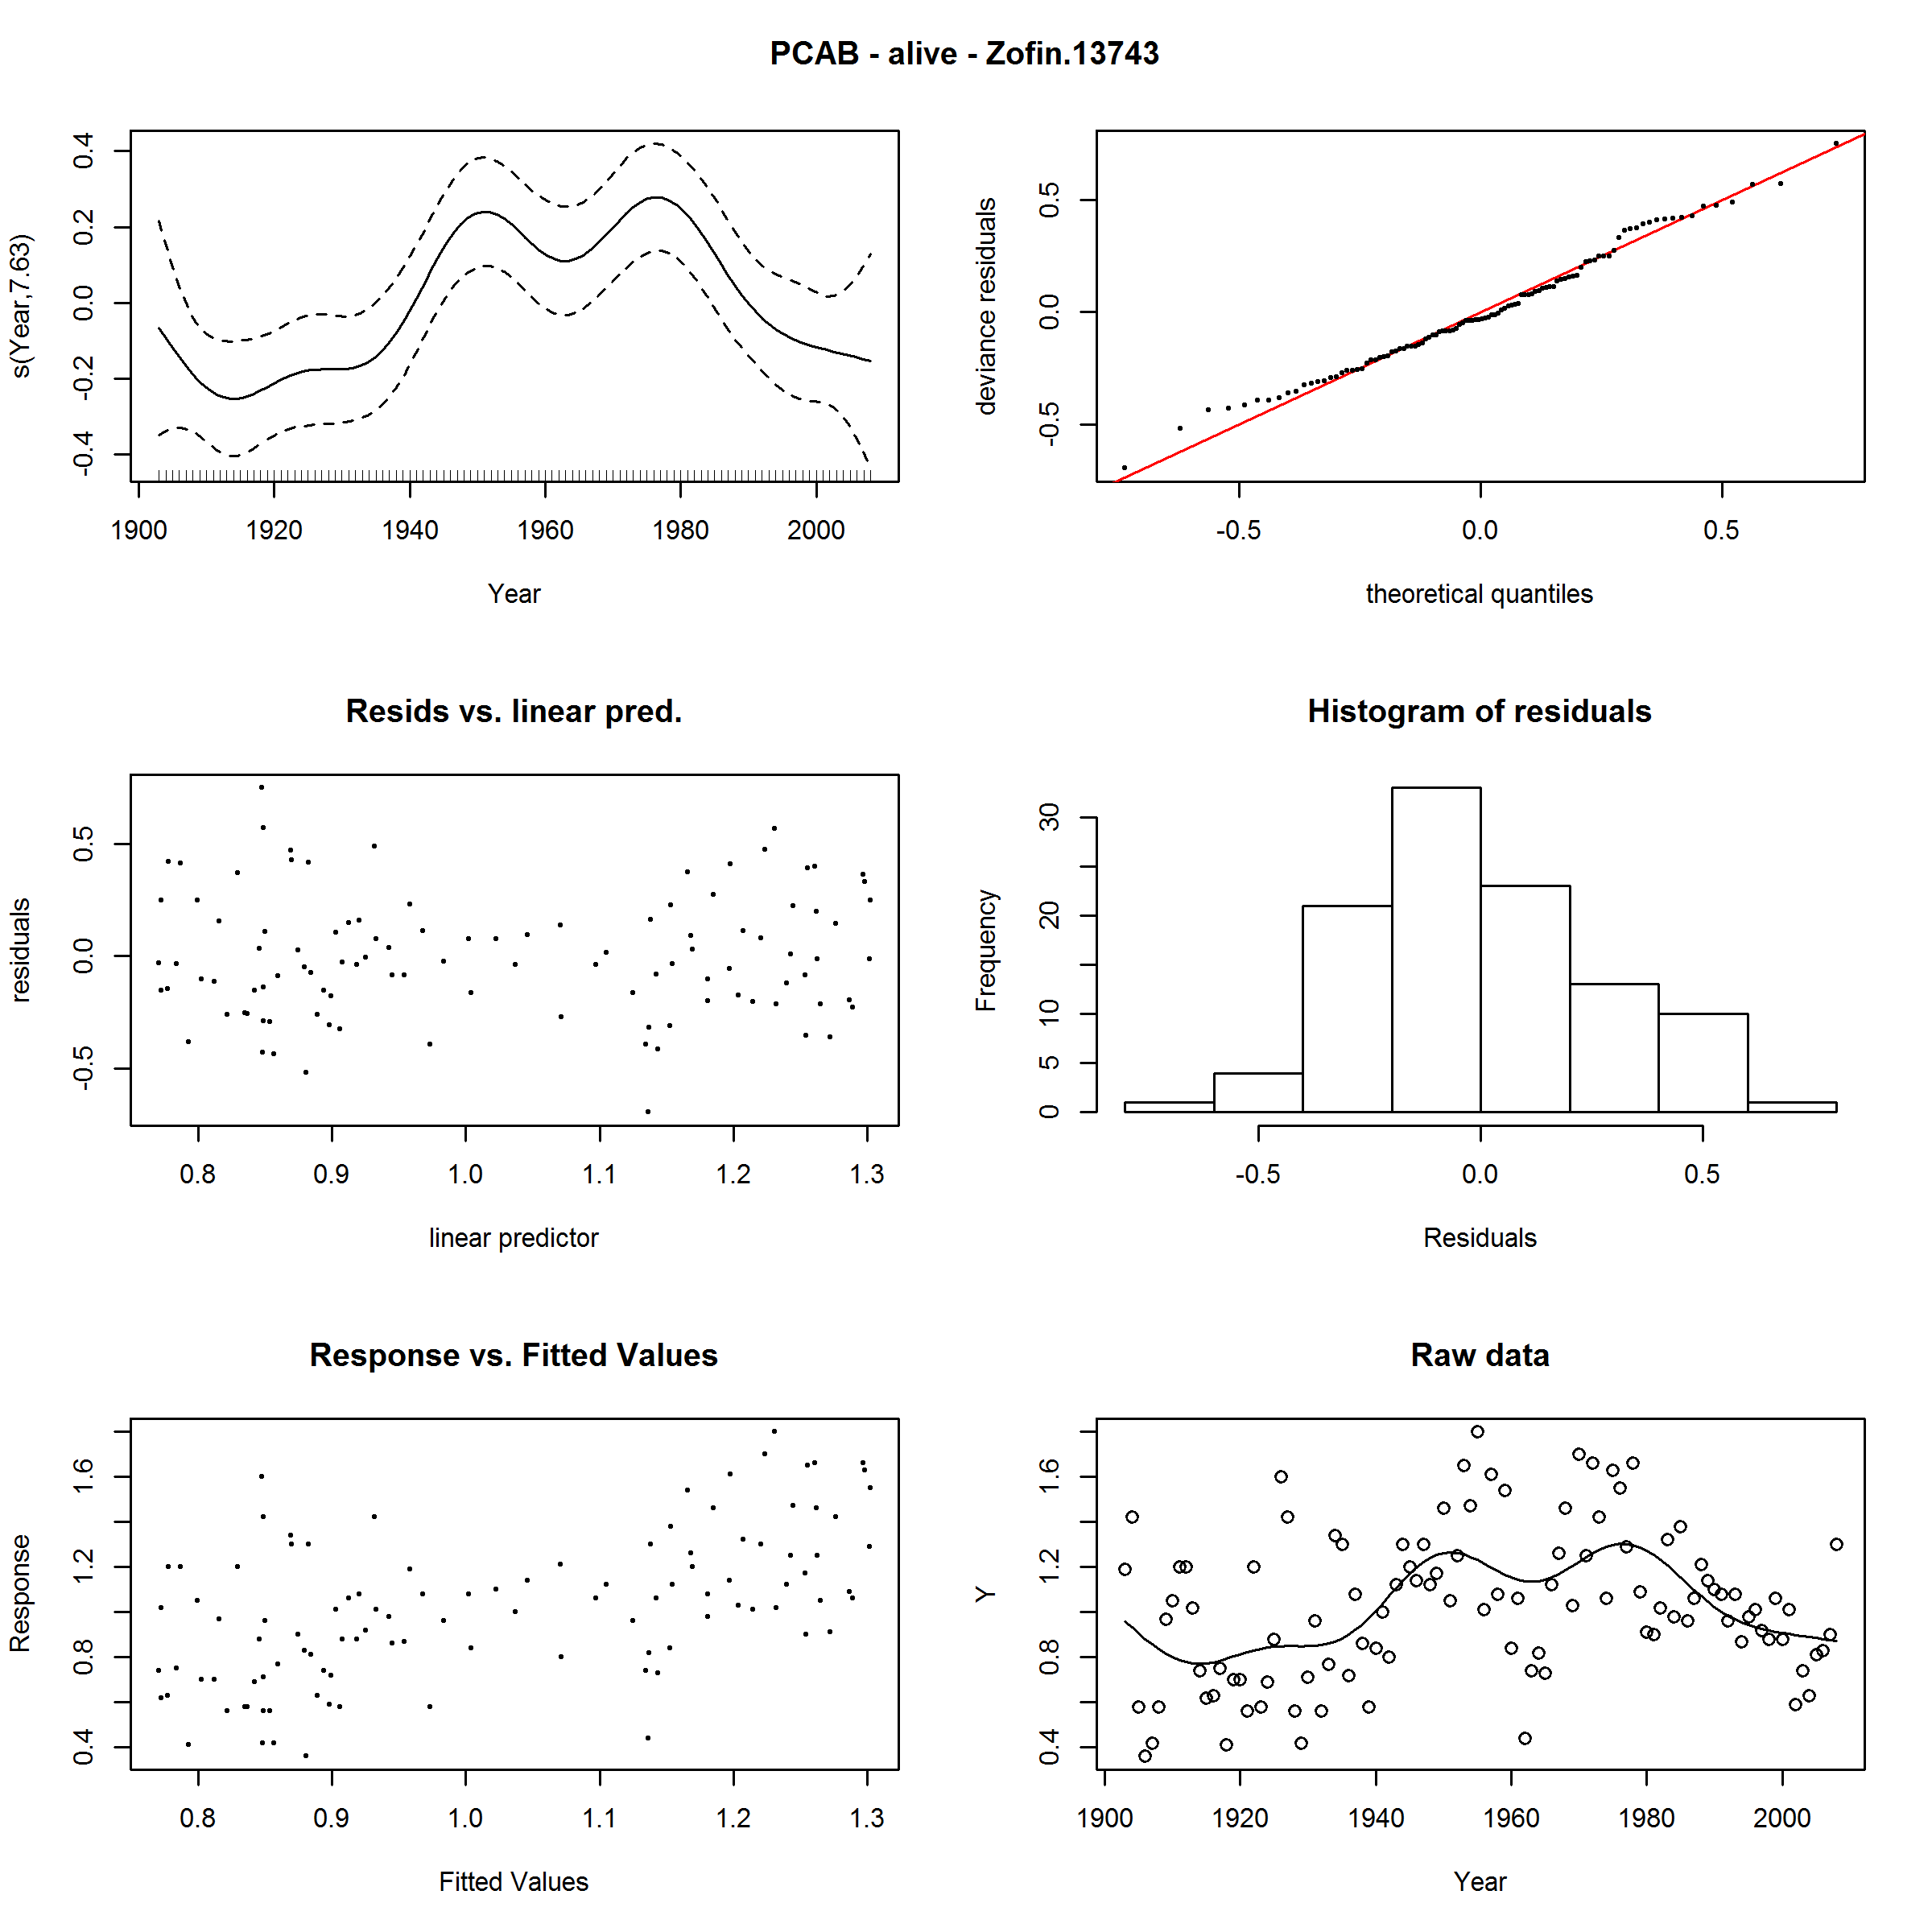 PCAB - alive - Zofin.13743
s(Year,7.63)
0.4
0.2
0.0
-0.2
-0.4
1900 1920 1940 1960 1980 2000
Year
deviance residuals
0.5
0.0
-0.5
-0.5 0.0 0.5
theoretical quantiles
Resids vs. linear pred.
residuals
0.5
0.0
-0.5
0.8 0.9 1.0 1.1 1.2 1.3
linear predictor
Histogram of residuals
Frequency
30
20
10
5
0
-0.5 0.0 0.5
Residuals
Response vs. Fitted Values
Response
1.6
1.2
0.8
0.4
0.8 0.9 1.0 1.1 1.2 1.3
Fitted Values
Raw data
Y
1.6
1.2
0.8
0.4
1900 1920 1940 1960 1980 2000
Year